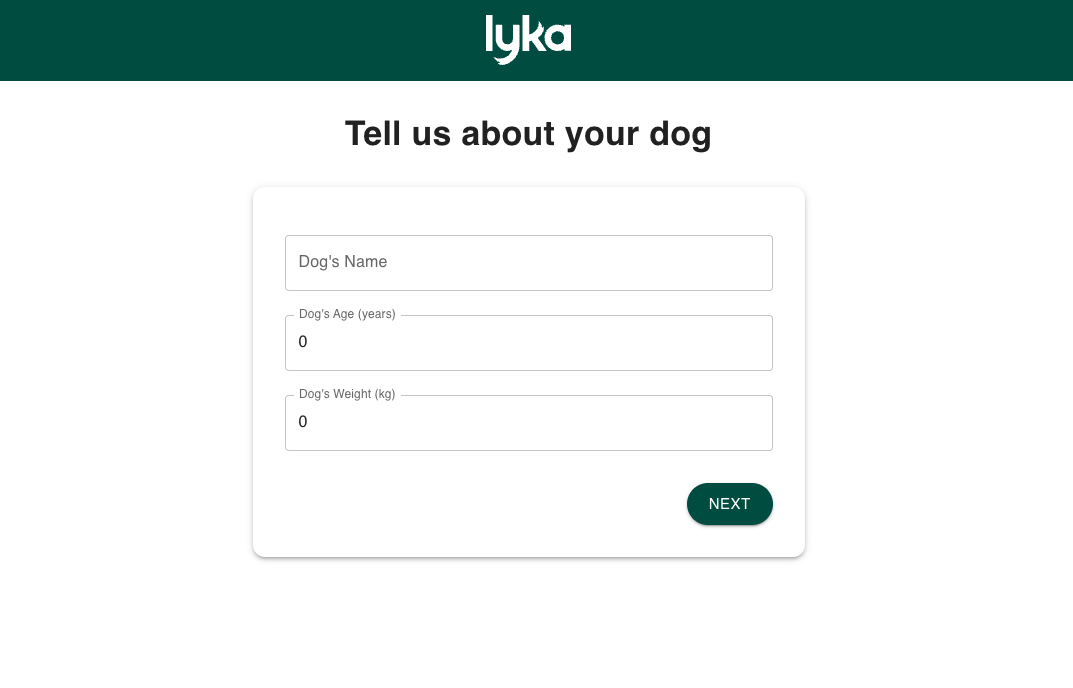 lyka
Tell us about your dog
Dog's Name
Dog's Age (years)
0
Dog's Weight (kg)
0
NEXT